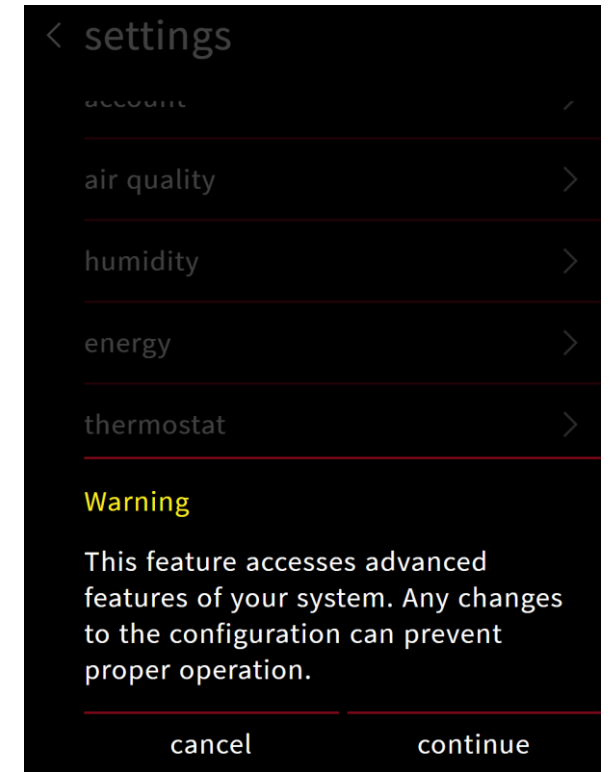 settings
account
air quality
humidity
energy
thermostat
Warning
This feature accesses advanced
features of your system. Any changes
to the configuration can prevent
proper operation.
cancel continue